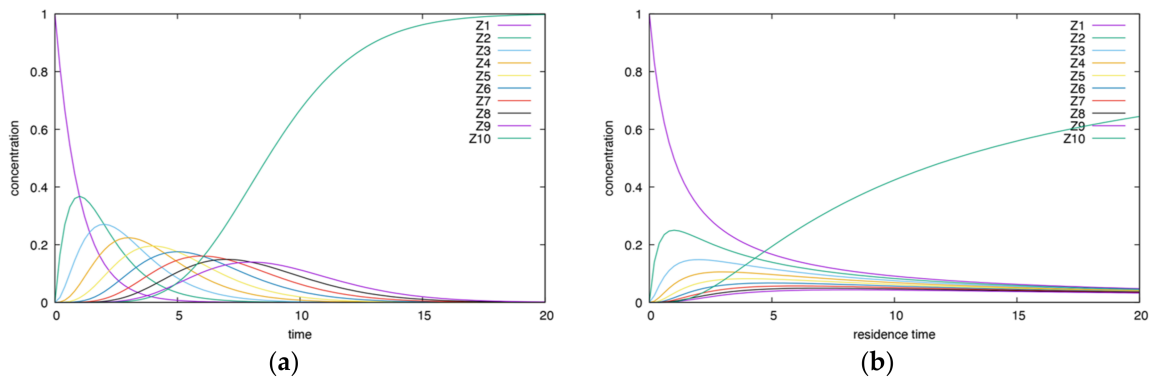 concentration
1
0.8
0.6
0.4
0.2
0
Z1
Z2
Z3
Z4
Z5
Z6
Z7
Z8
Z9
Z10
0 5 10 15 20
time
(a)
concentration
1
0.8
0.6
0.4
0.2
0
Z1
Z2
Z3
Z4
Z5
Z6
Z7
Z8
Z9
Z10
0 5 10 15 20
residence time
(b)